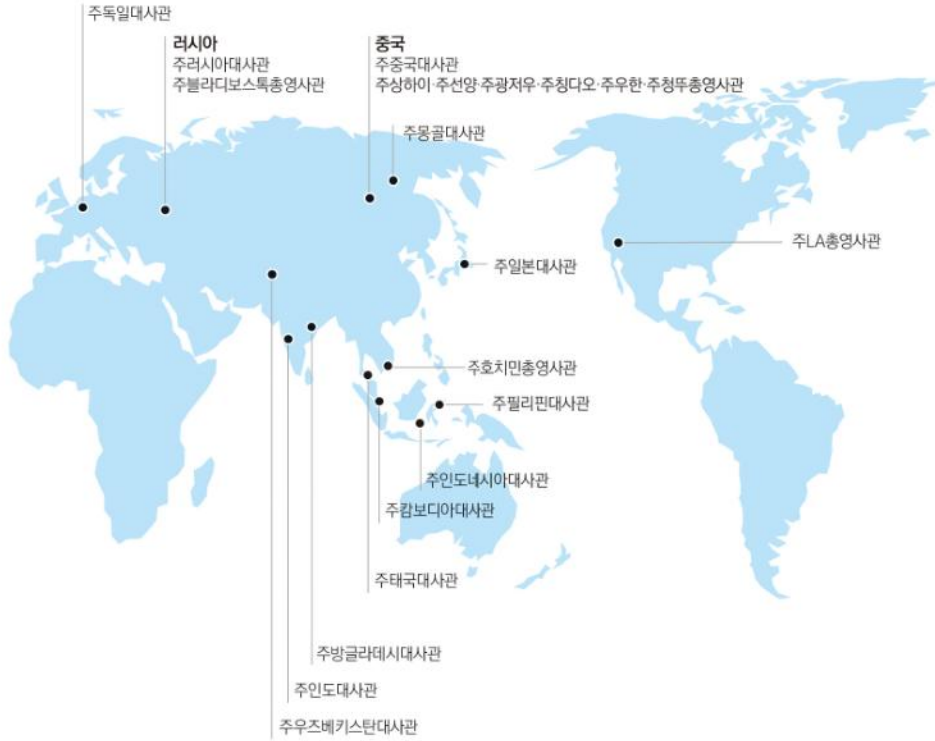 주독일대사관
러시아
주러시아대사관
주블라디보스톡총영사관
중국
주중국대사관
주상하이·주선양·주광저우·주칭다오·주우한·주청뚜총영사관
주몽골대사관
주LA총영사관
주일본대사관
주호치민총영사관
주필리핀대사관
주인도네시아대사관
주캄보디아대사관
주태국대사관
주방글라데시대사관
주인도대사관
주우즈베키스탄대사관